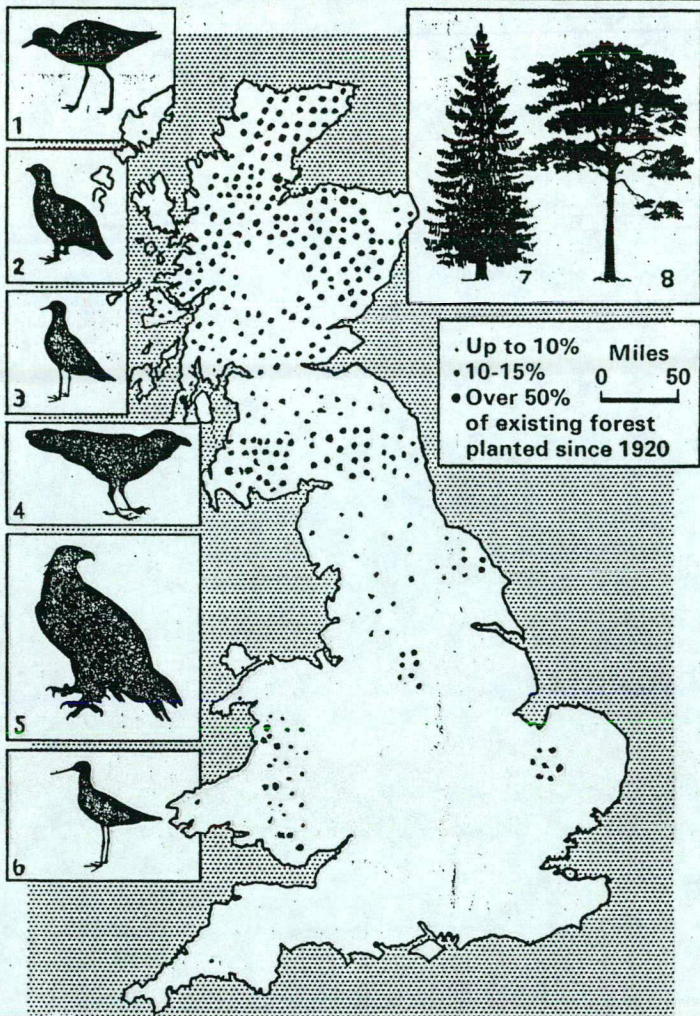 1
2
3
4
5
6
7 8
. Up to 10% Miles
• 10-15% 0 50
• Over 50%
of existing forest
planted since 1920